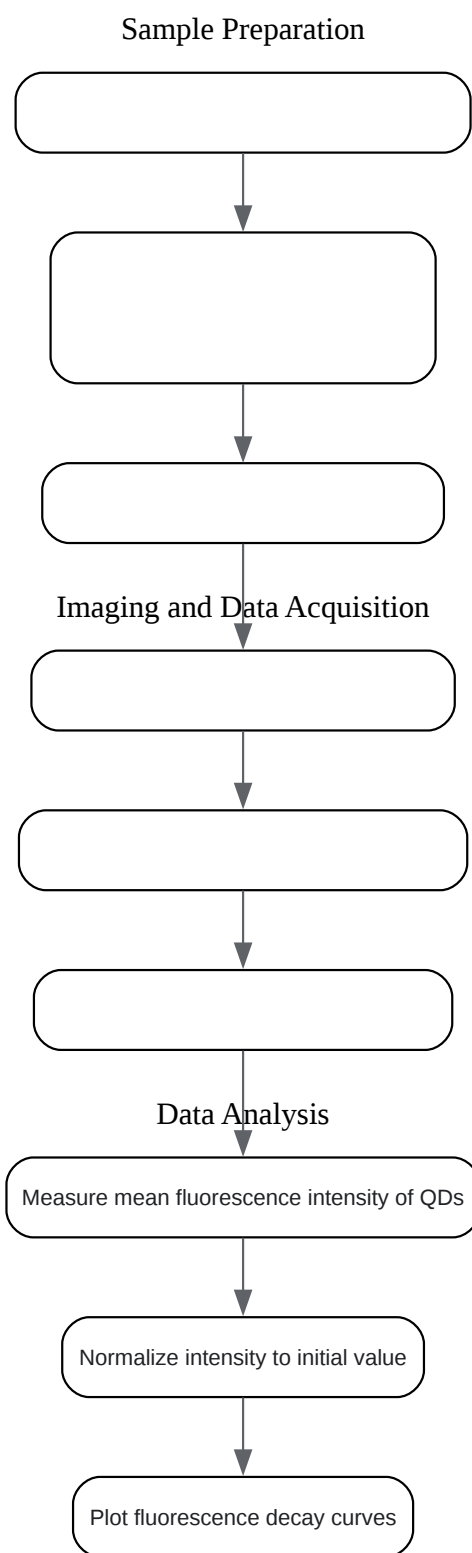 Sample Preparation
Imaging and Data Acquisition
Data Analysis
Measure mean fluorescence intensity of QDs
Normalize intensity to initial value
Plot fluorescence decay curves